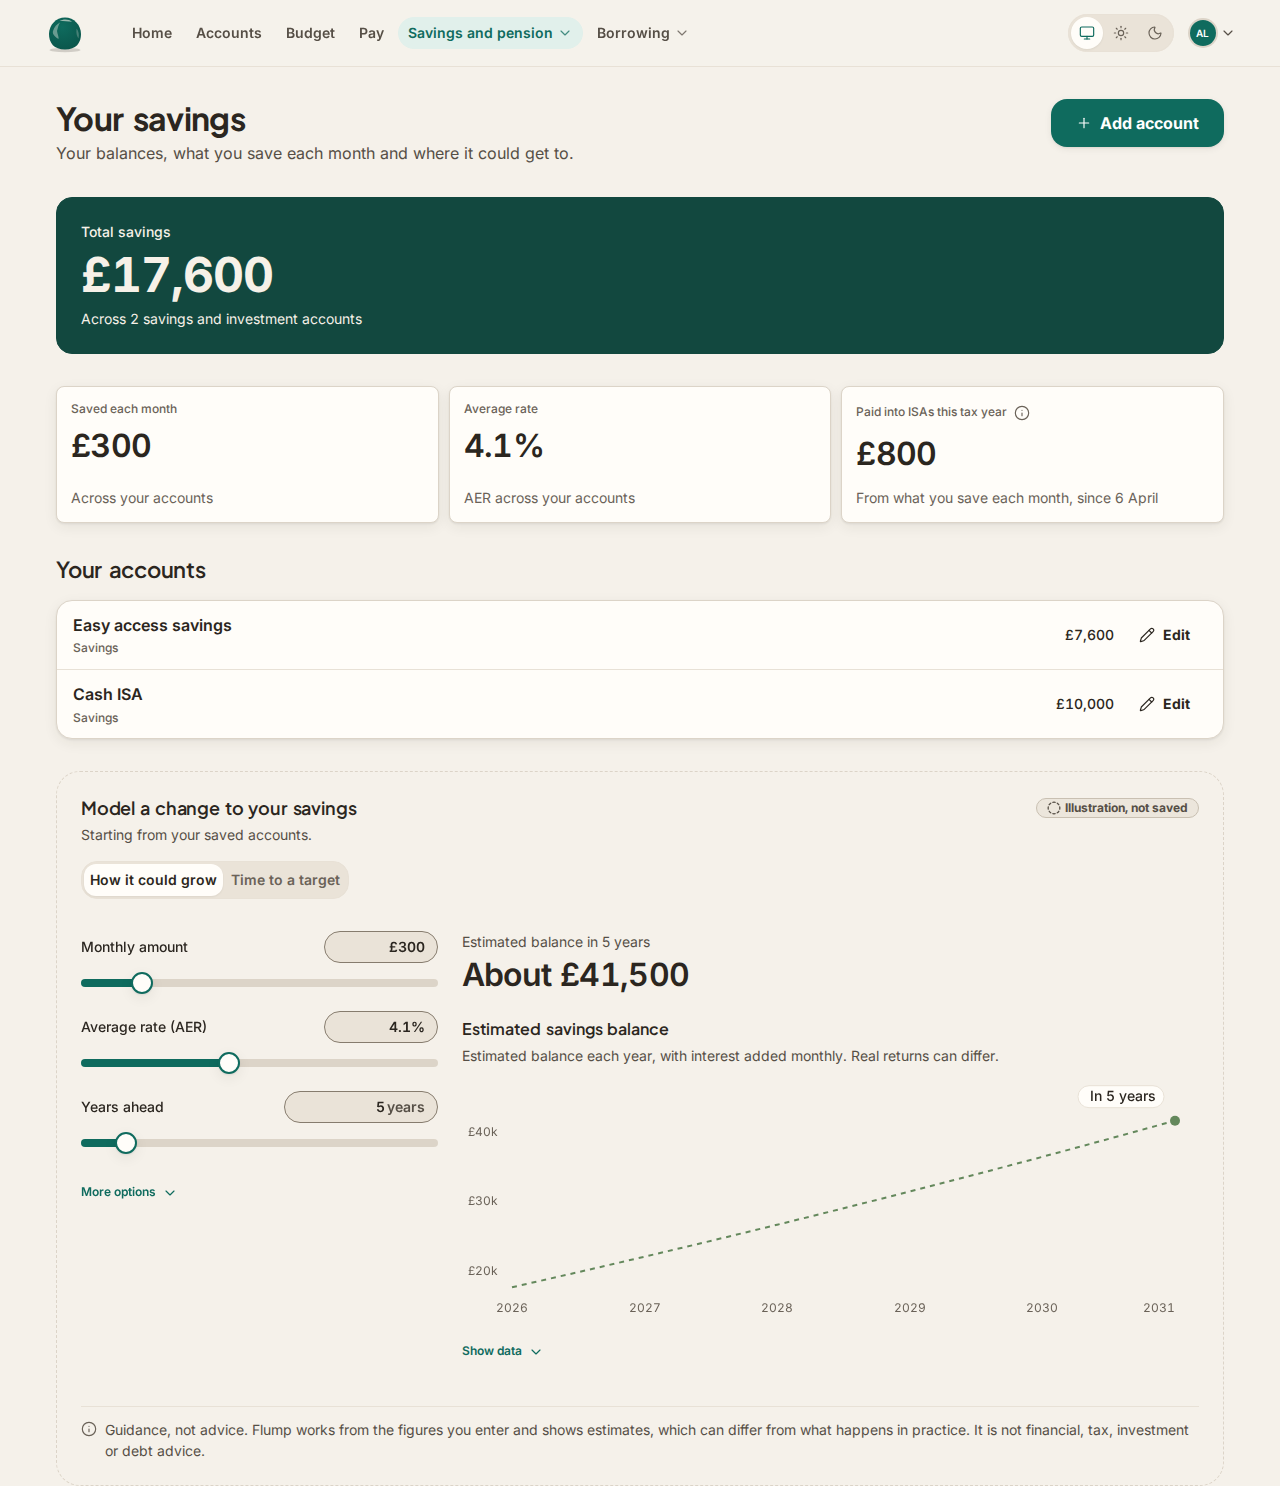 Home
Accounts
Budget
Pay
Savings and pension
Borrowing
AL
Your savings
Your balances, what you save each month and where it could get to.
Add account
Total savings
£17,600
Across 2 savings and investment accounts
Saved each month
£300
Across your accounts
Average rate
4.1%
AER across your accounts
Paid into ISAs this tax year
£800
From what you save each month, since 6 April
Your accounts
Easy access savings
Savings
£7,600
Edit
Cash ISA
Savings
£10,000
Edit
Model a change to your savings
Starting from your saved accounts.
Illustration, not saved
How it could grow
Time to a target
Monthly amount
£300
Average rate (AER)
4.1%
Years ahead
5 years
More options
Estimated balance in 5 years
About £41,500
Estimated savings balance
Estimated balance each year, with interest added monthly. Real returns can differ.
In 5 years
£40k
£30k
£20k
2026
2027
2028
2029
2030
2031
Show data
Guidance, not advice. Flump works from the figures you enter and shows estimates, which can differ from what happens in practice. It is not financial, tax, investment
or debt advice.